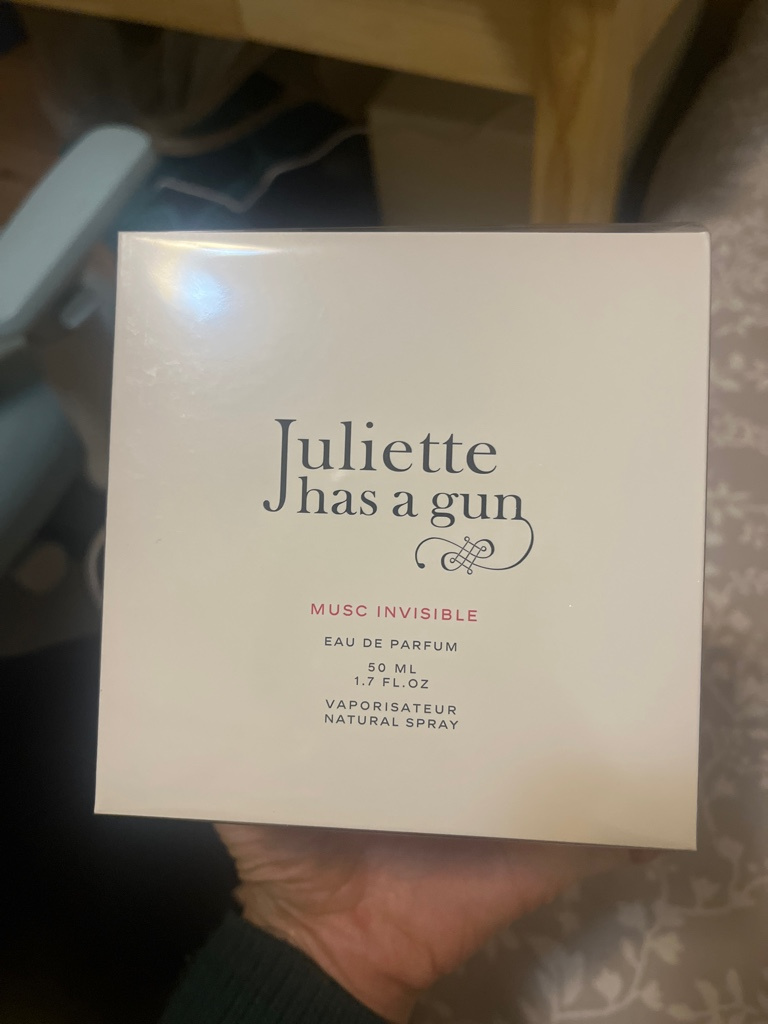 Juliette
has a gun
MUSC INVISIBLE
EAU DE PARFUM
50 ML
1.7 FL.OZ
VAPORISATEUR
NATURAL SPRAY